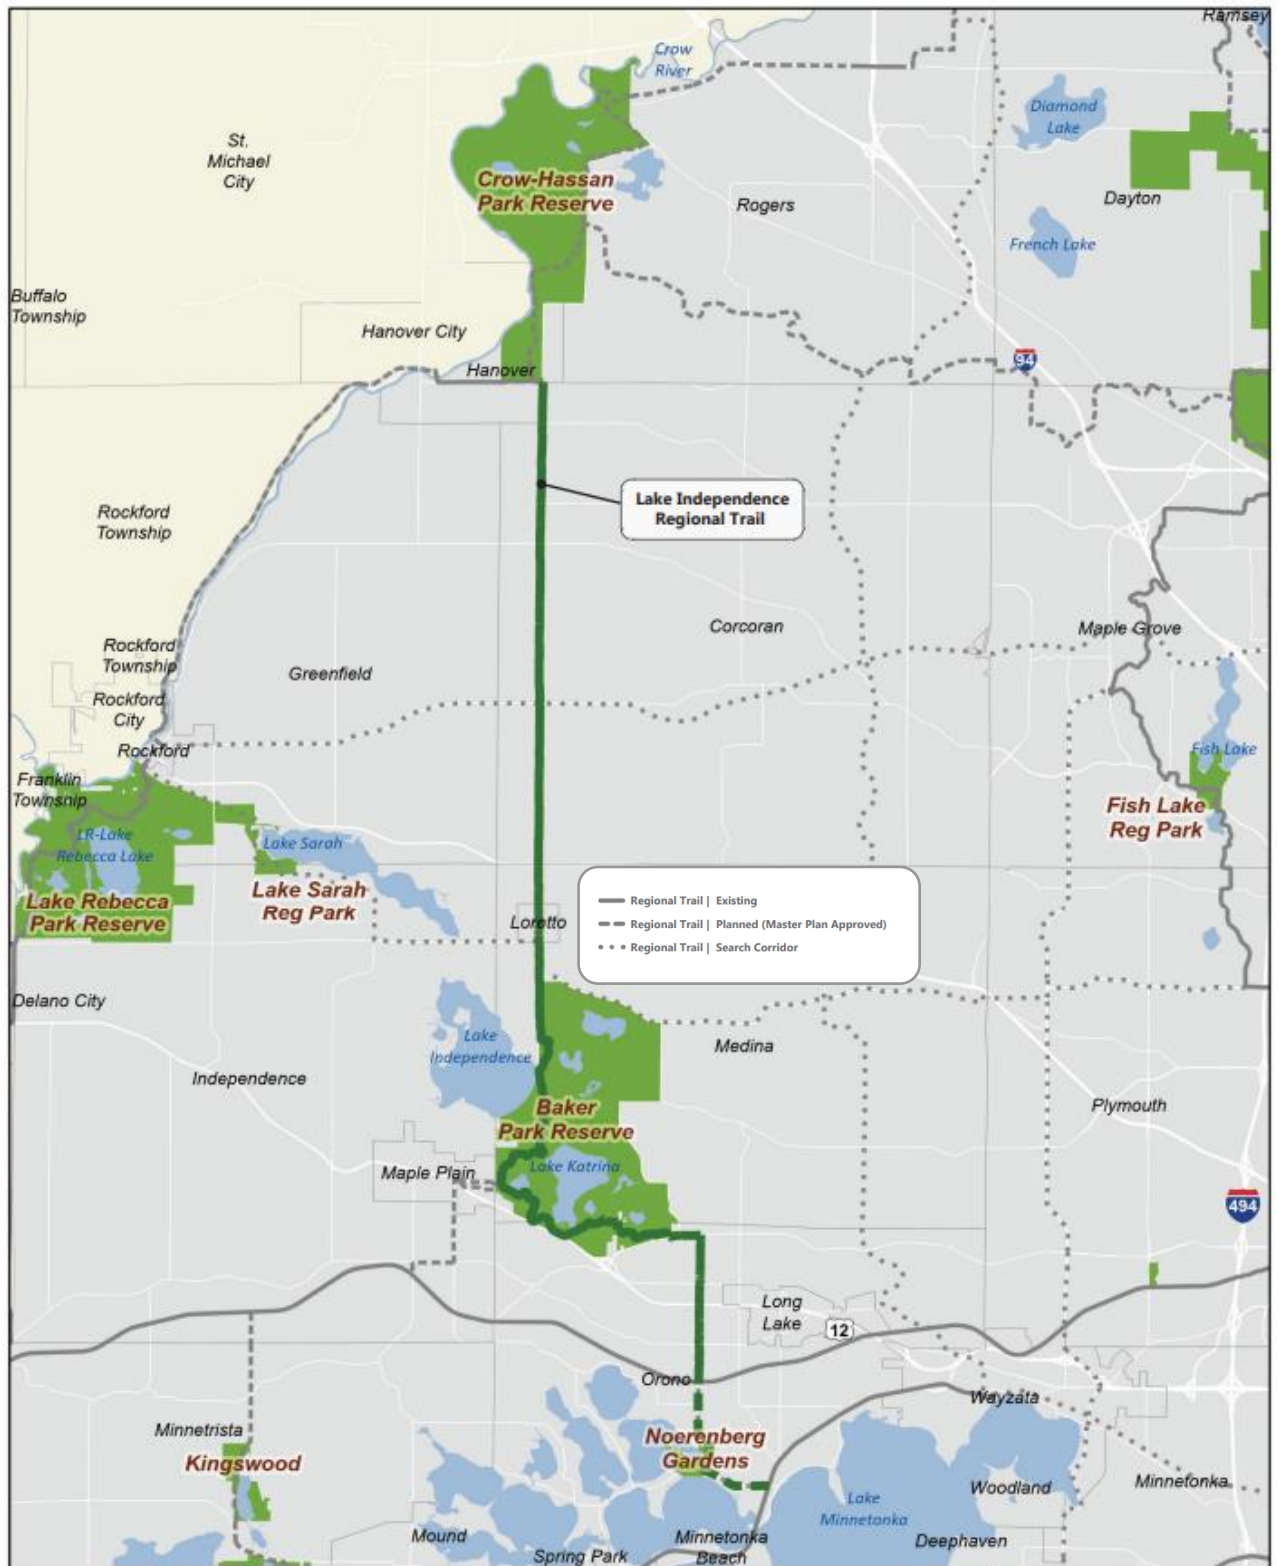 Ramsey
Crow
River
Diamond
Lake
St.
Michael
City
Crow-Hassan
Park Reserve
Rogers
Dayton
French Lake
Buffalo
Township
Hanover City
94
Hanover
Lake Independence
Regional Trail
Rockford
Township
Corcoran
Maple Grove
Rockford
Township
Greenfield
Rockford
City
Rockford
Fish Lake
Franklin
Township
Fish Lake
Reg Park
LR-Lake
Rebecca Lake
Lake Sarah
Lake Rebecca
Park Reserve
Lake Sarah
Reg Park
Loretto
Regional Trail | Existing
Regional Trail | Planned (Master Plan Approved)
Regional Trail | Search Corridor
Delano City
Lake
Independence
Medina
Independence
Baker
Park Reserve
Plymouth
Maple Plain
Lake Katrina
494
Long
Lake
12
Orono
Wayzata
Minnetrista
Noerenberg
Gardens
Kingswood
Lake
Minnetonka
Woodland
Minnetonka
Mound
Spring Park
Minnetonka
Beach
Deephaven